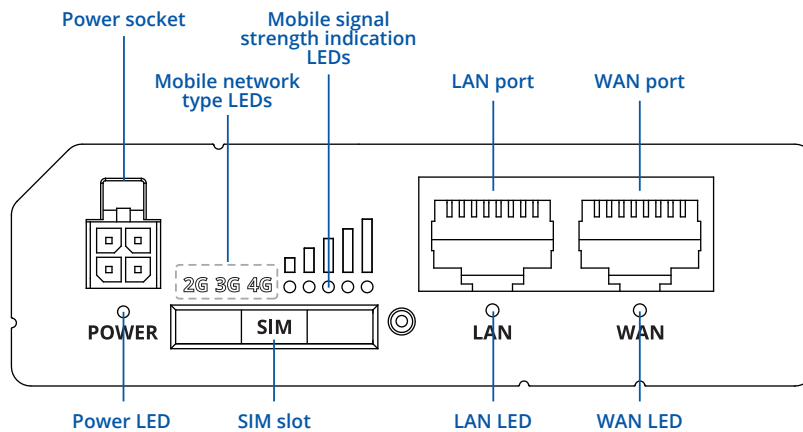 Power socket
Mobile signal
strength indication
LEDs
Mobile network
type LEDs
LAN port
WAN port
2G 3G 4G
POWER
SIM
LAN
WAN
Power LED
SIM slot
LAN LED
WAN LED